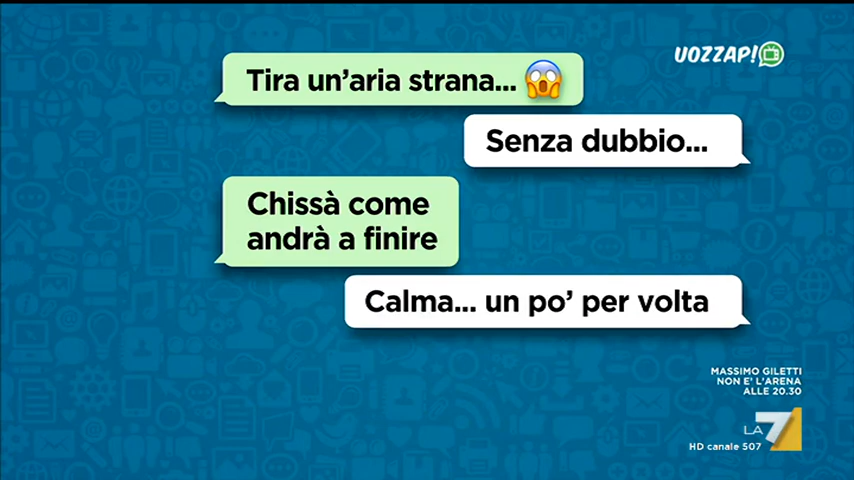 UOZZAP!
Tira un'aria strana...
Senza dubbio...
Chissà come
andrà a finire
Calma... un po' per volta
MASSIMO GILETTI
NON E' L'ARENA
ALLE 20.30
LA 7
HD canale 507